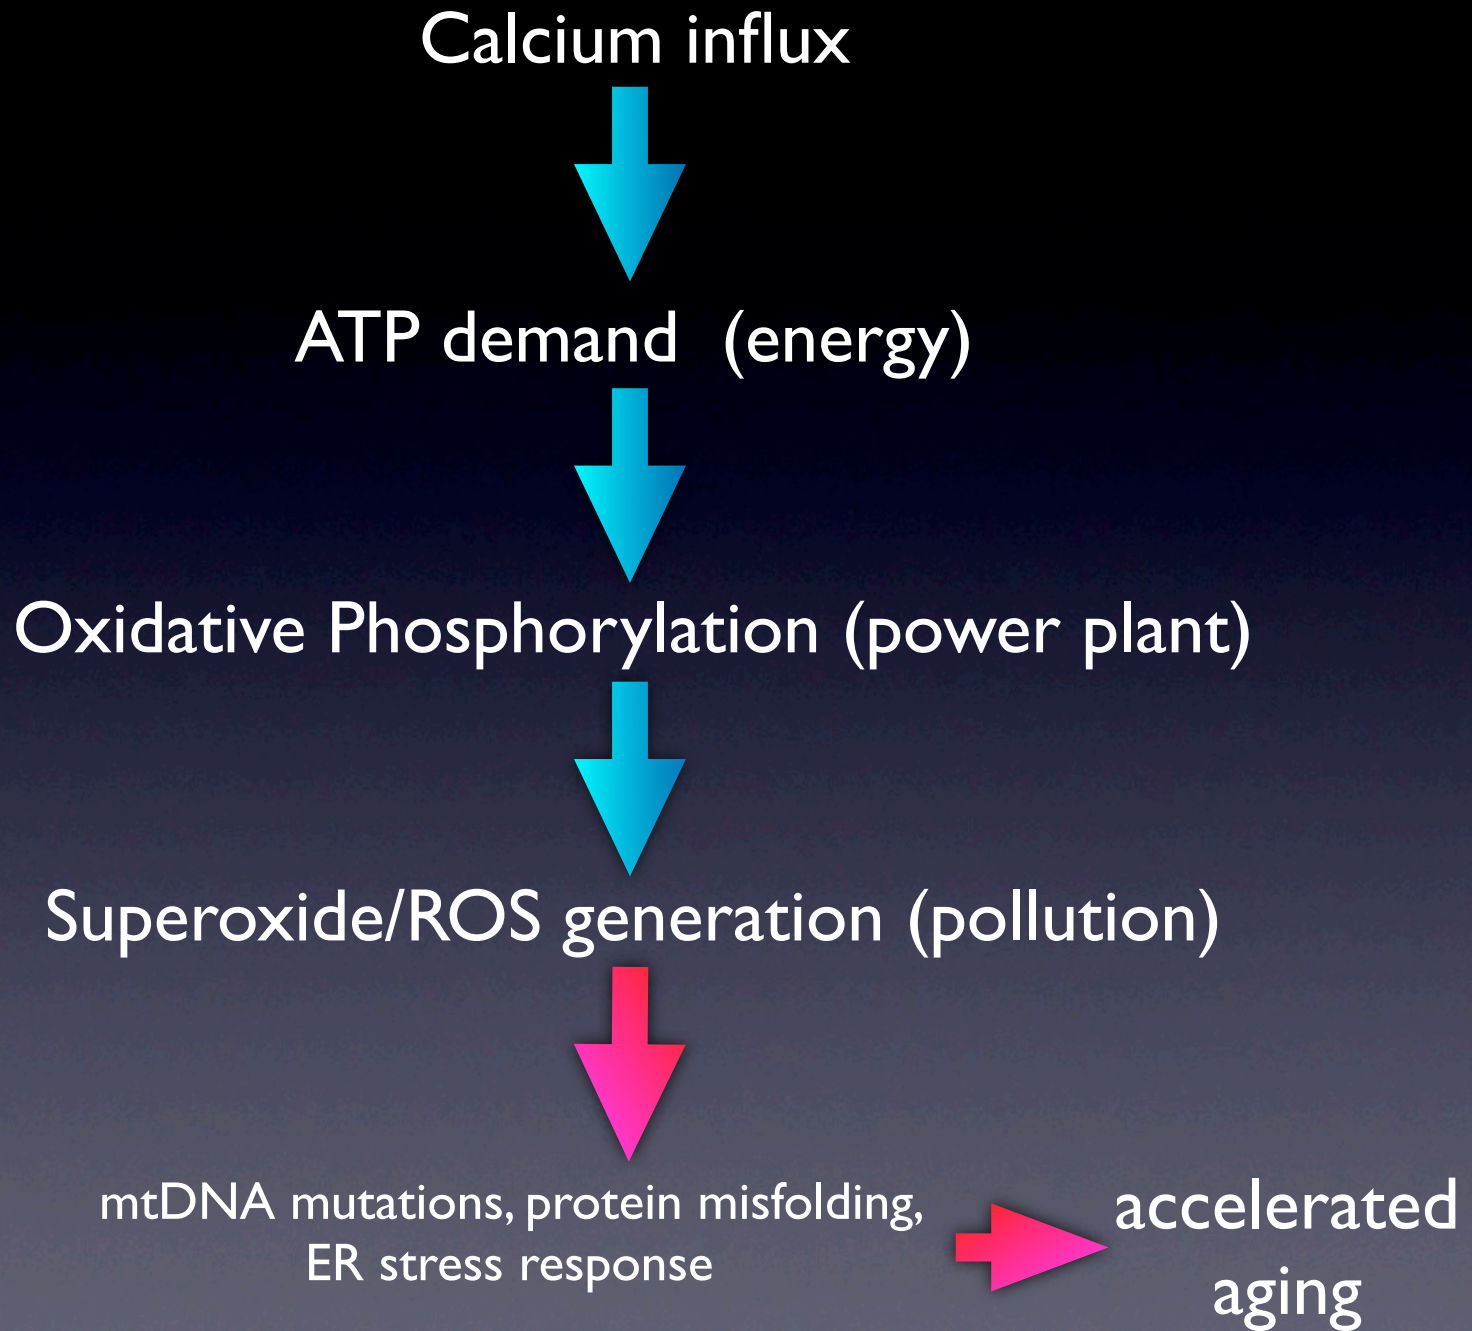 Calcium influx
ATP demand (energy)
Oxidative Phosphorylation (power plant)
Superoxide/ROS generation (pollution)
mtDNA mutations, protein misfolding,
ER stress response
accelerated
aging